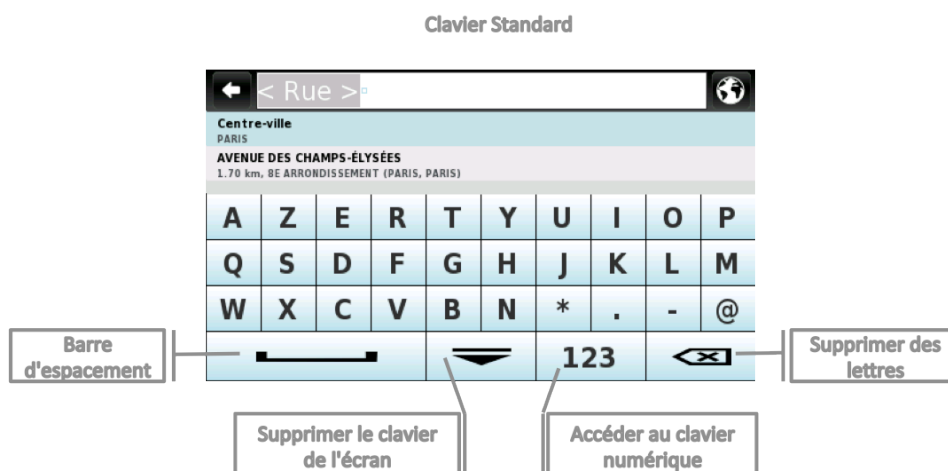 Clavier Standard
< Rue >
Centre-ville
PARIS
AVENUE DES CHAMPS-ÉLYSÉES
1.70 km, 8E ARRONDISSEMENT (PARIS, PARIS)
A Z E R T Y U I O P
Q S D F G H J K L M
W X C V B N * . - @
123
Barre
d'espacement
Supprimer des
lettres
Supprimer le clavier
de l'écran
Accéder au clavier
numérique